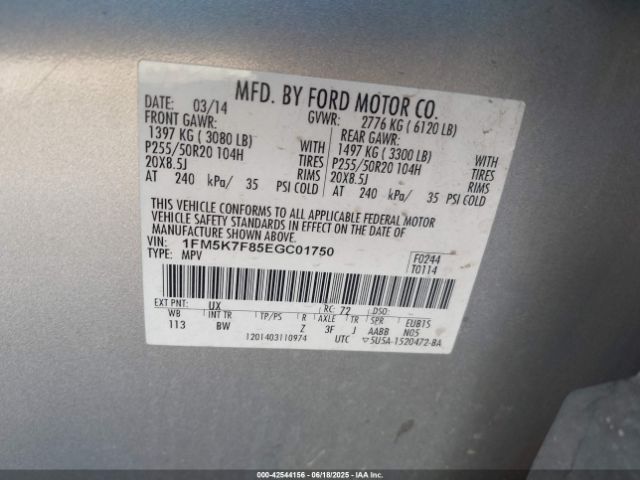 MFD. BY FORD MOTOR CO.
DATE: 03/14 GVWR: 2776 KG ( 6120 LB)
FRONT GAWR: REAR GAWR:
1397 KG ( 3080 LB) WITH 1497 KG ( 3300 LB) WITH
P255/50R20 104H TIRES P255/50R20 104H TIRES
20X8.5J RIMS 20X8.5J RIMS
AT 240 kPa/ 35 PSI COLD AT 240 kPa/ 35 PSI COLD
THIS VEHICLE CONFORMS TO ALL APPLICABLE FEDERAL MOTOR
VEHICLE SAFETY STANDARDS IN EFFECT ON THE DATE OF
MANUFACTURE SHOWN ABOVE.
VIN: 1FM5K7F85EGC01750 F0244
TYPE: MPV T0114
EXT PNT: UX RC: 72 DSO:
WB INT TR TP/PS R AXLE TR SPR EUB15
113 BW Z 3F J AABB N05
1201403110974 UTC ▽5U5A-1520472-BA
000-42544156 - 06/18/2025 - IAAI.COM